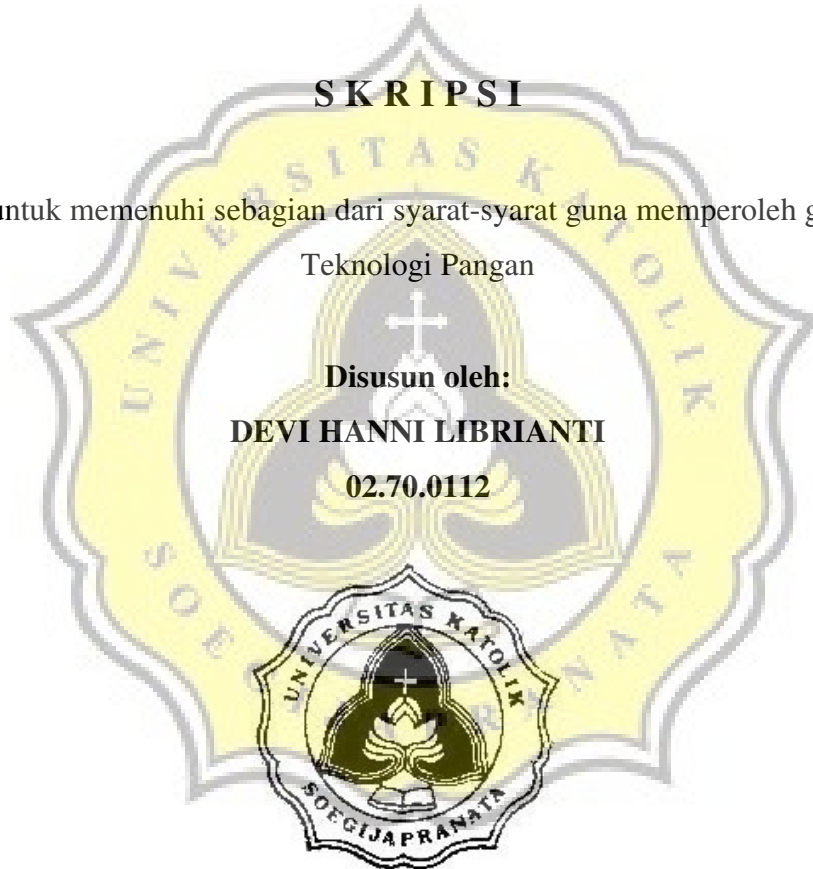 S K R I P S I
untuk memenuhi sebagian dari syarat-syarat guna memperoleh
Teknologi Pangan
Disusun oleh:
DEVI HANNI LIBRIANTI
02.70.0112
UNIVERSITAS KATOLIK
SOEGIJAPRANATA